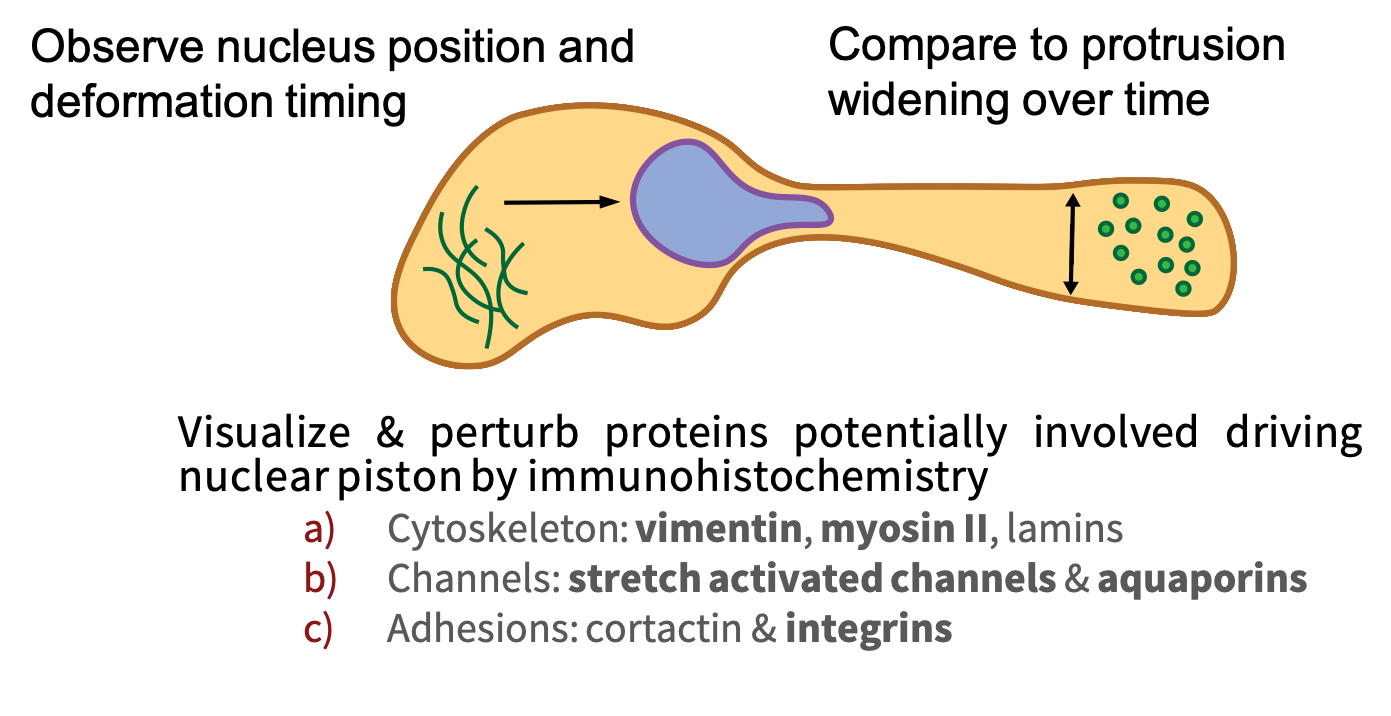 Observe nucleus position and
deformation timing
Compare to protrusion
widening over time
Visualize & perturb proteins potentially involved driving
nuclear piston by immunohistochemistry
a) Cytoskeleton: vimentin, myosin II, lamins
b) Channels: stretch activated channels & aquaporins
c) Adhesions: cortactin & integrins